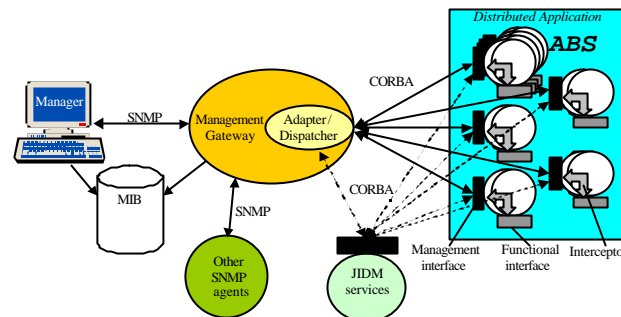 Distributed Application
ABS
CORBA
Manager
SNMP
Management
Gateway
Adapter/
Dispatcher
MIB
CORBA
SNMP
Other
SNMP
agents
JIDM
services
Management
interface
Functional
interface
Intercepto